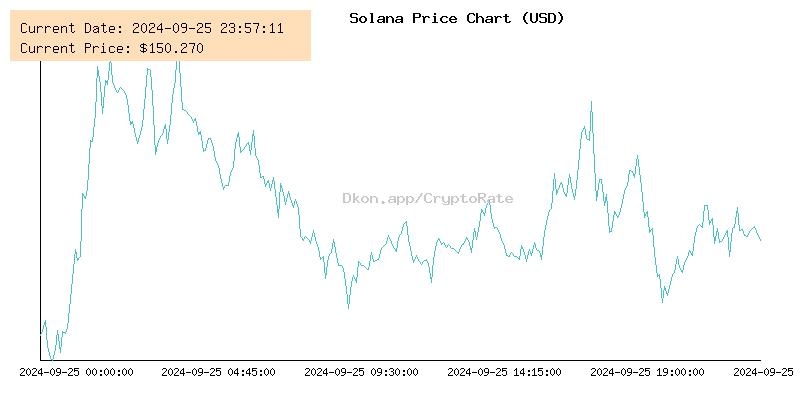 Solana Price Chart (USD)
Current Date: 2024-09-25 23:57:11
Current Price: $150.270
Dkon.app/CryptoRate
2024-09-25 00:00:00 2024-09-25 04:45:00 2024-09-25 09:30:00 2024-09-25 14:15:00 2024-09-25 19:00:00 2024-09-25